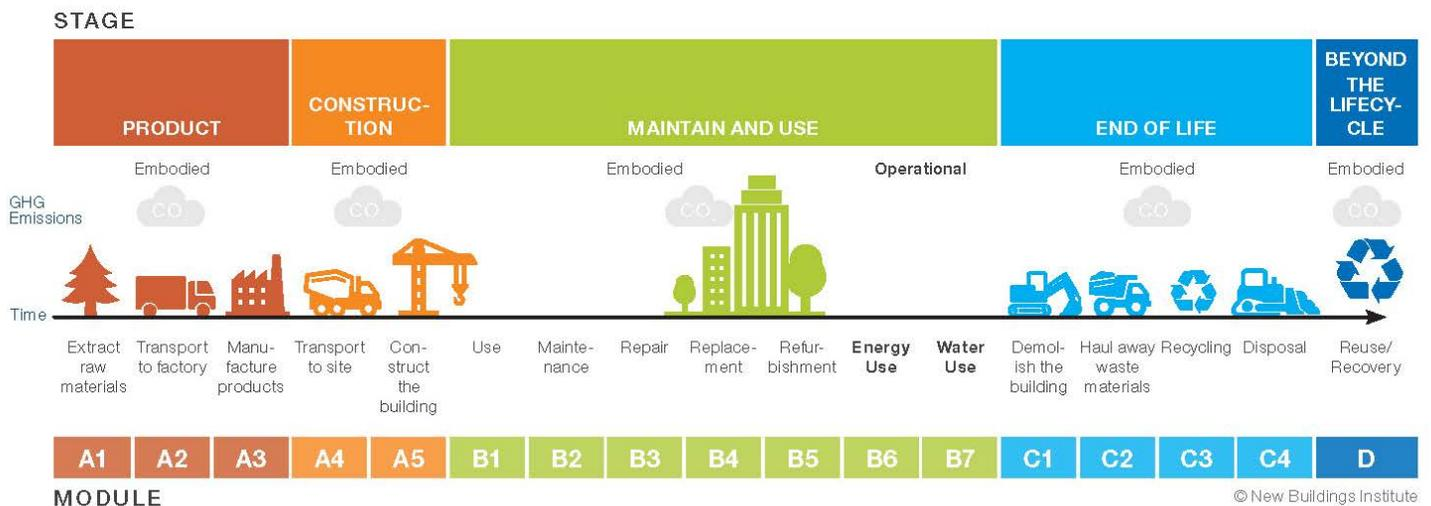 STAGE
PRODUCT
CONSTRUC-
TION
MAINTAIN AND USE
END OF LIFE
BEYOND
THE
LIFECY-
CLE
Embodied
Embodied
Embodied
Operational
Embodied
Embodied
GHG
Emissions
CO
CO
CO
CO
CO
Time
Extract
raw
materials
Transport
to factory
Manu-
facture
products
Transport
to site
Con-
struct
the
building
Use
Mainte-
nance
Repair
Replace-
ment
Refur-
bishment
Energy
Use
Water
Use
Demol-
ish the
building
Haul away
waste
materials
Recycling
Disposal
Reuse/
Recovery
A1 A2 A3 A4 A5 B1 B2 B3 B4 B5 B6 B7 C1 C2 C3 C4 D
MODULE
© New Buildings Institute